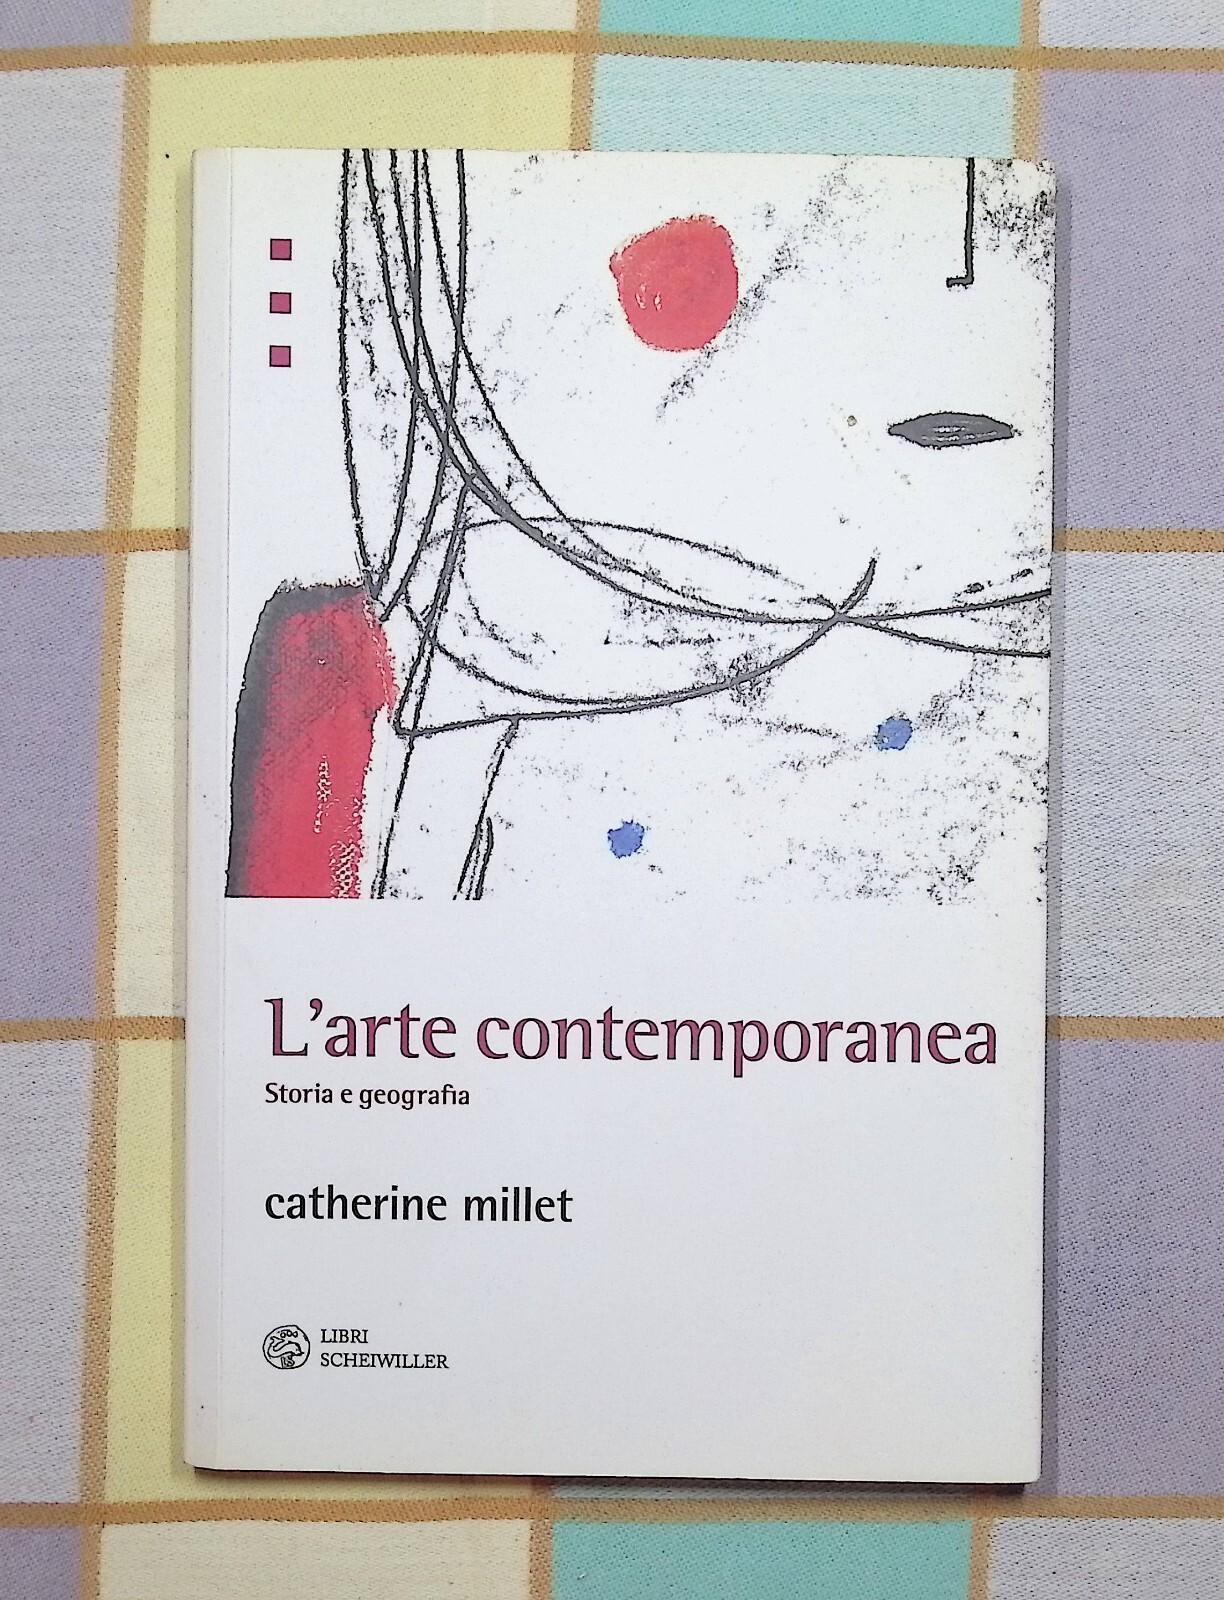 L'arte contemporanea
Storia e geografia
catherine millet
LIBRI
SCHEIWILLER